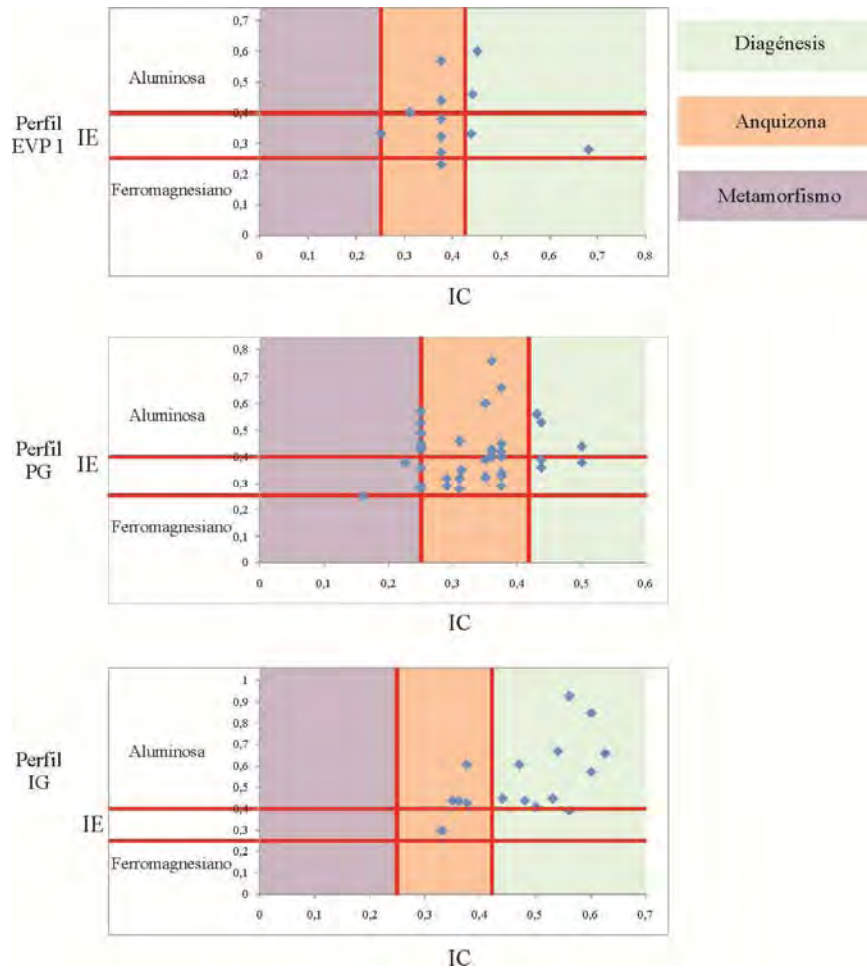 0,7
0,6
Aluminosa
0,5
0,4
Perfil
EVP I
IE
0,3
0,2
Ferromagnesiano
0,1
0
0 0,1 0,2 0,3 0,4 0,5 0,6 0,7 0,8
IC
Diagénesis
Anquizona
Metamorfismo
0,8
0,7
0,6
Aluminosa
0,5
0,4
Perfil
PG
IE
0,3
0,2
Ferromagnesiano
0,1
0
0 0,1 0,2 0,3 0,4 0,5 0,6
IC
1
0,9
0,8
0,7
Aluminosa
0,6
0,5
Perfil
IG
0,4
IE
0,3
0,2
Ferromagnesiano
0,1
0
0 0,1 0,2 0,3 0,4 0,5 0,6 0,7
IC